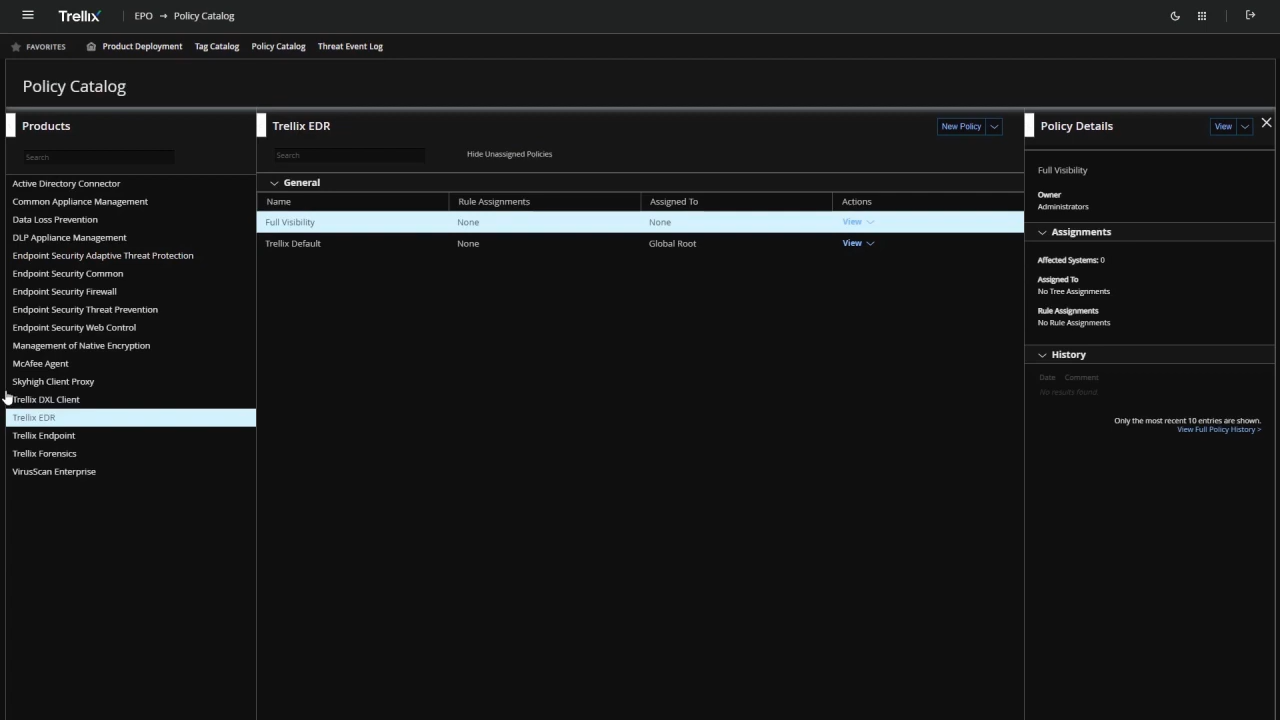 Trellix
EPO → Policy Catalog
FAVORITES
Product Deployment
Tag Catalog
Policy Catalog
Threat Event Log
Policy Catalog
Products
Search
Active Directory Connector
Common Appliance Management
Data Loss Prevention
DLP Appliance Management
Endpoint Security Adaptive Threat Protection
Endpoint Security Common
Endpoint Security Firewall
Endpoint Security Threat Prevention
Endpoint Security Web Control
Management of Native Encryption
McAfee Agent
Skyhigh Client Proxy
Trellix DXL Client
Trellix EDR
Trellix Endpoint
Trellix Forensics
VirusScan Enterprise
Trellix EDR
New Policy
Search
Hide Unassigned Policies
General
Name Rule Assignments Assigned To Actions
Full Visibility None None View
Trellix Default None Global Root View
Policy Details
View
Full Visibility
Owner
Administrators
Assignments
Affected Systems: 0
Assigned To
No Tree Assignments
Rule Assignments
No Rule Assignments
History
Date Comment
No results found.
Only the most recent 10 entries are shown.
View Full Policy History >